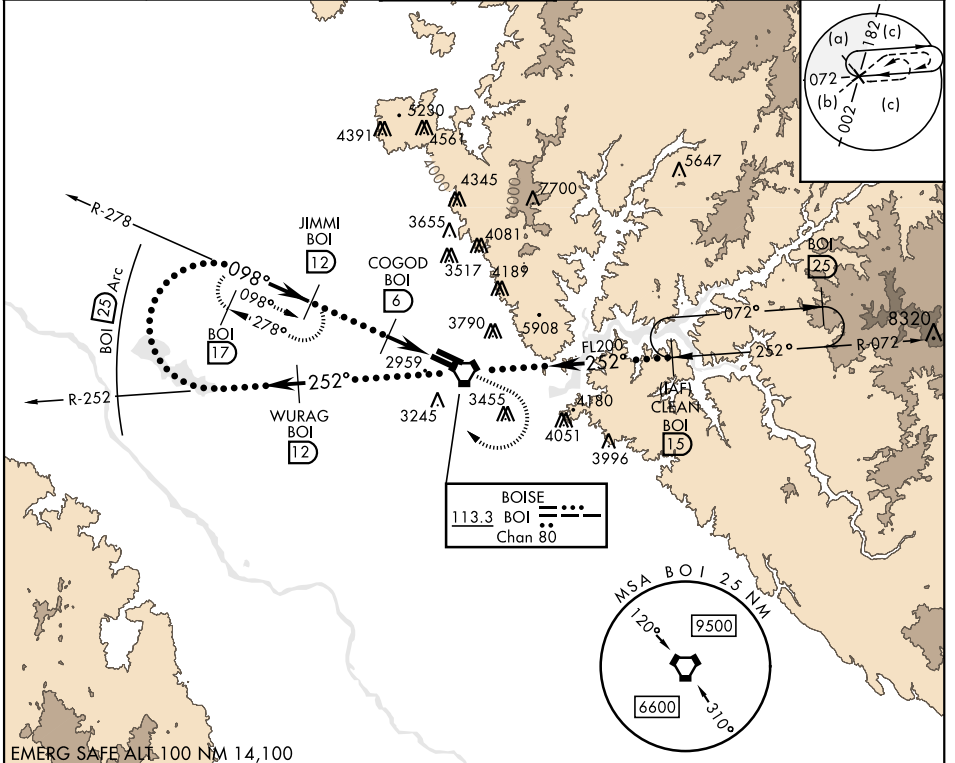 (a)
182
(c)
072
(b)
002
(c)
5230
4391
4561
4000
4345
6000
7700
5647
3655
4081
3517
4189
3790
5908
R-278
JIMMI
BOI
12
COGOD
BOI
6
098°
098°
278°
BOI
17
BOI 25 Arc
2959
BOI
25
072°
8320
FL200
252°
252°
R-072
(IAF)
CLEAN
BOI
15
252°
R-252
WURAG
BOI
12
3245
3455
4180
4051
3996
BOISE
113.3 BOI
Chan 80
MSA BOI 25 NM
120°
9500
6600
310°
EMERG SAFE ALT 100 NM 14,100